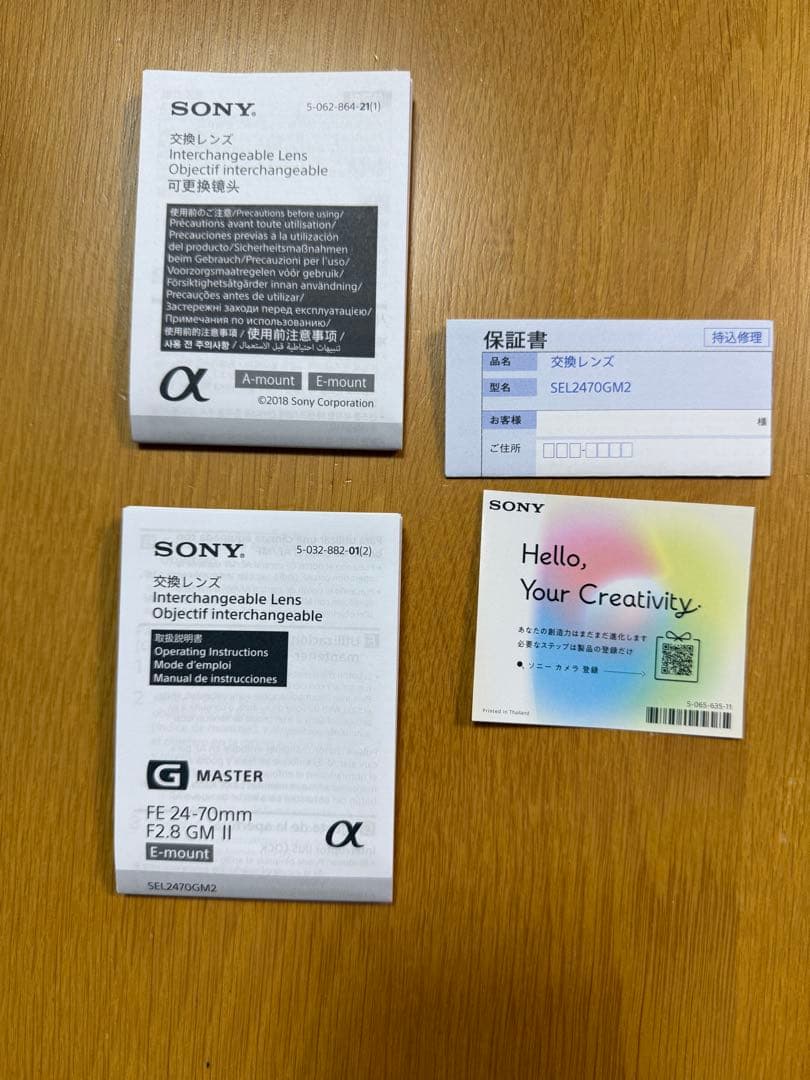 SONY®
5-062-864-21(1)
交換レンズ
Interchangeable Lens
Objectif interchangeable
可更换镜头
使用前のご注意/Precautions before using/
Précautions avant toute utilisation/
Precauciones previas a la utilización
del producto/Sicherheitsmaßnahmen
beim Gebrauch/Precauzioni per l'uso/
Voorzorgsmaatregelen vóór gebruik/
Försiktighetsåtgärder innan användning/
Precauções antes de utilizar/
Застережні заходи перед експлуатацією/
Примечания по использованию/
使用前的注意事項 / 使用前注意事项 /
사용 전 주의사항 / تنبيهات احتياطية قبل الاستعمال
α
A-mount
E-mount
©2018 Sony Corporation
保証書
持込修理
品名
交換レンズ
型名
SEL2470GM2
お客様
様
ご住所
SONY®
5-032-882-01(2)
交換レンズ
Interchangeable Lens
Objectif interchangeable
取扱説明書
Operating Instructions
Mode d'emploi
Manual de instrucciones
G MASTER
FE 24-70mm
F2.8 GM II
α
E-mount
SEL2470GM2
SONY
Hello,
Your Creativity.
あなたの創造力はまだまだ進化します
必要なステップは製品の登録だけ
ソニー カメラ 登録
5-065-635-11
Printed in Thailand